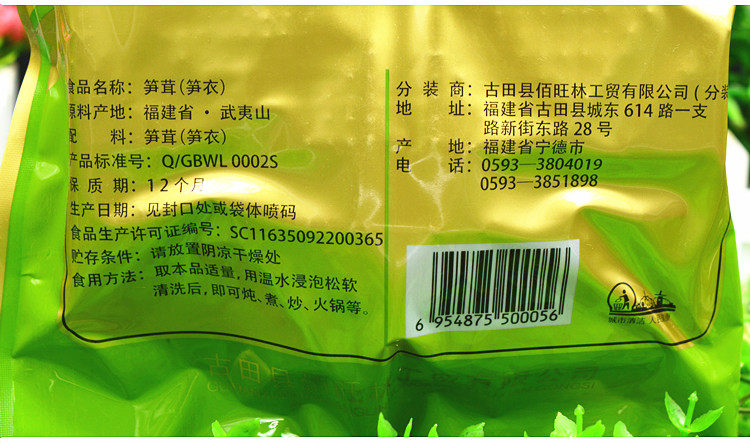 食品名称：笋茸（笋衣）
原料产地：福建省·武夷山
配 料：笋茸（笋衣）
产品标准号：Q/GBWL 0002S
保 质 期：12个月
生产日期：见封口处或袋体喷码
食品生产许可证编号：SC11635092200365
贮存条件：请放置阴凉干燥处
食用方法：取本品适量，用温水浸泡松软
清洗后，即可炖、煮、炒、火锅等。
分 装 商：古田县佰旺林工贸有限公司（分装
地 址：福建省古田县城东614路一支
路新街东路28号
产 地：福建省宁德市
电 话：0593—3804019
0593—3851898
6 954875 500056
城市清洁 人
古田县 旺林